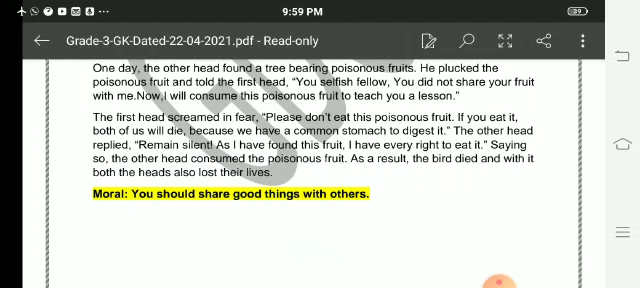 9:59 PM
39
Grade-3-GK-Dated-22-04-2021.pdf - Read-only
One day, the other head found a tree bearing poisonous fruits. He plucked the
poisonous fruit and told the first head, "You selfish fellow, You did not share your fruit
with me.Now,I will consume this poisonous fruit to teach you a lesson."
The first head screamed in fear, "Please don't eat this poisonous fruit. If you eat it,
both of us will die, because we have a common stomach to digest it." The other head
replied, "Remain silent! As I have found this fruit, I have every right to eat it." Saying
so, the other head consumed the poisonous fruit. As a result, the bird died and with it
both the heads also lost their lives.
Moral: You should share good things with others.